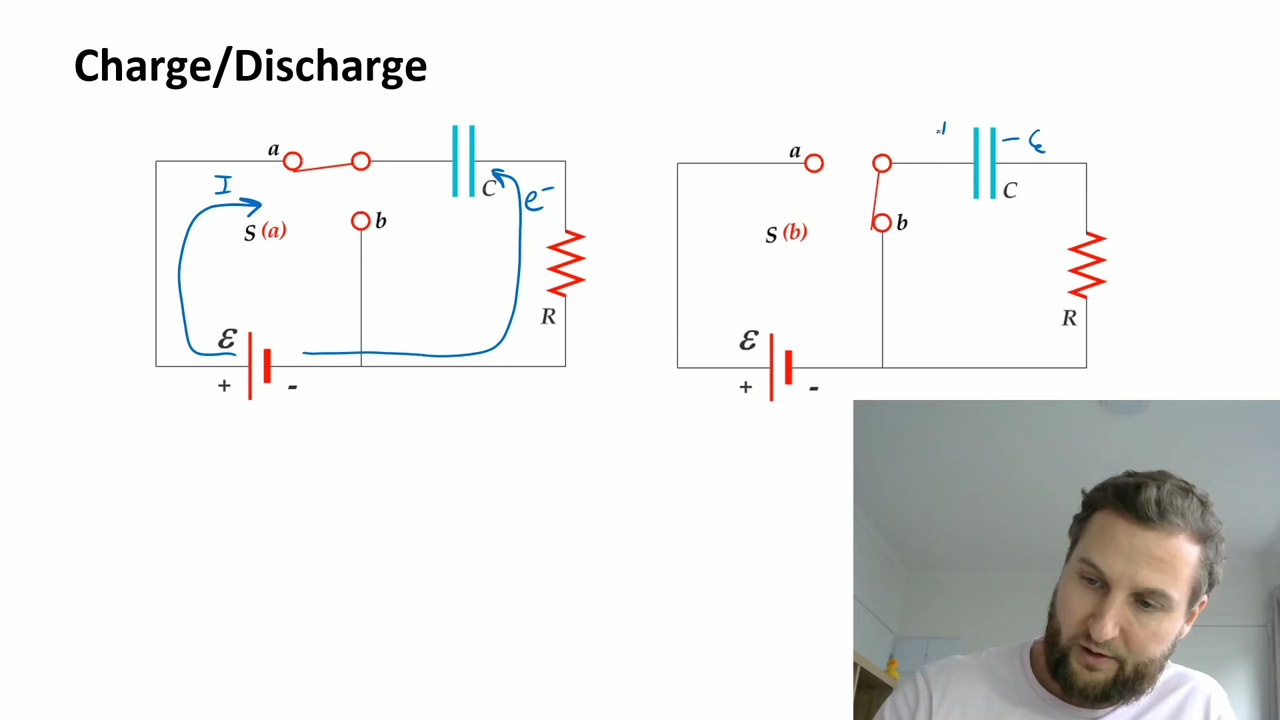 Charge/Discharge
a
I
C
e⁻
S (a)
b
R
ε
+ -
a
C
S (b)
b
R
ε
+ -